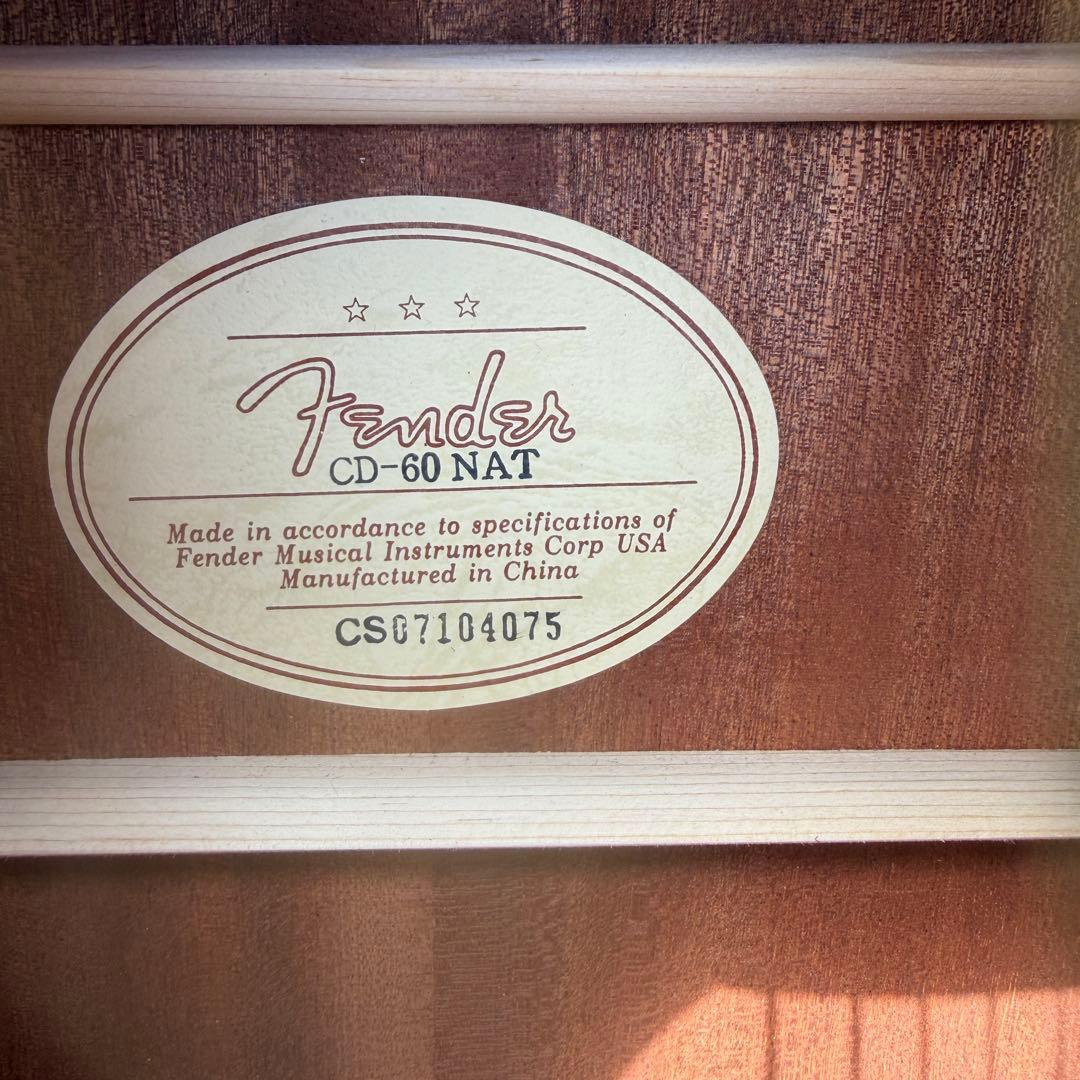 Fender
CD-60 NAT
Made in accordance to specifications of
Fender Musical Instruments Corp USA
Manufactured in China
CS07104075